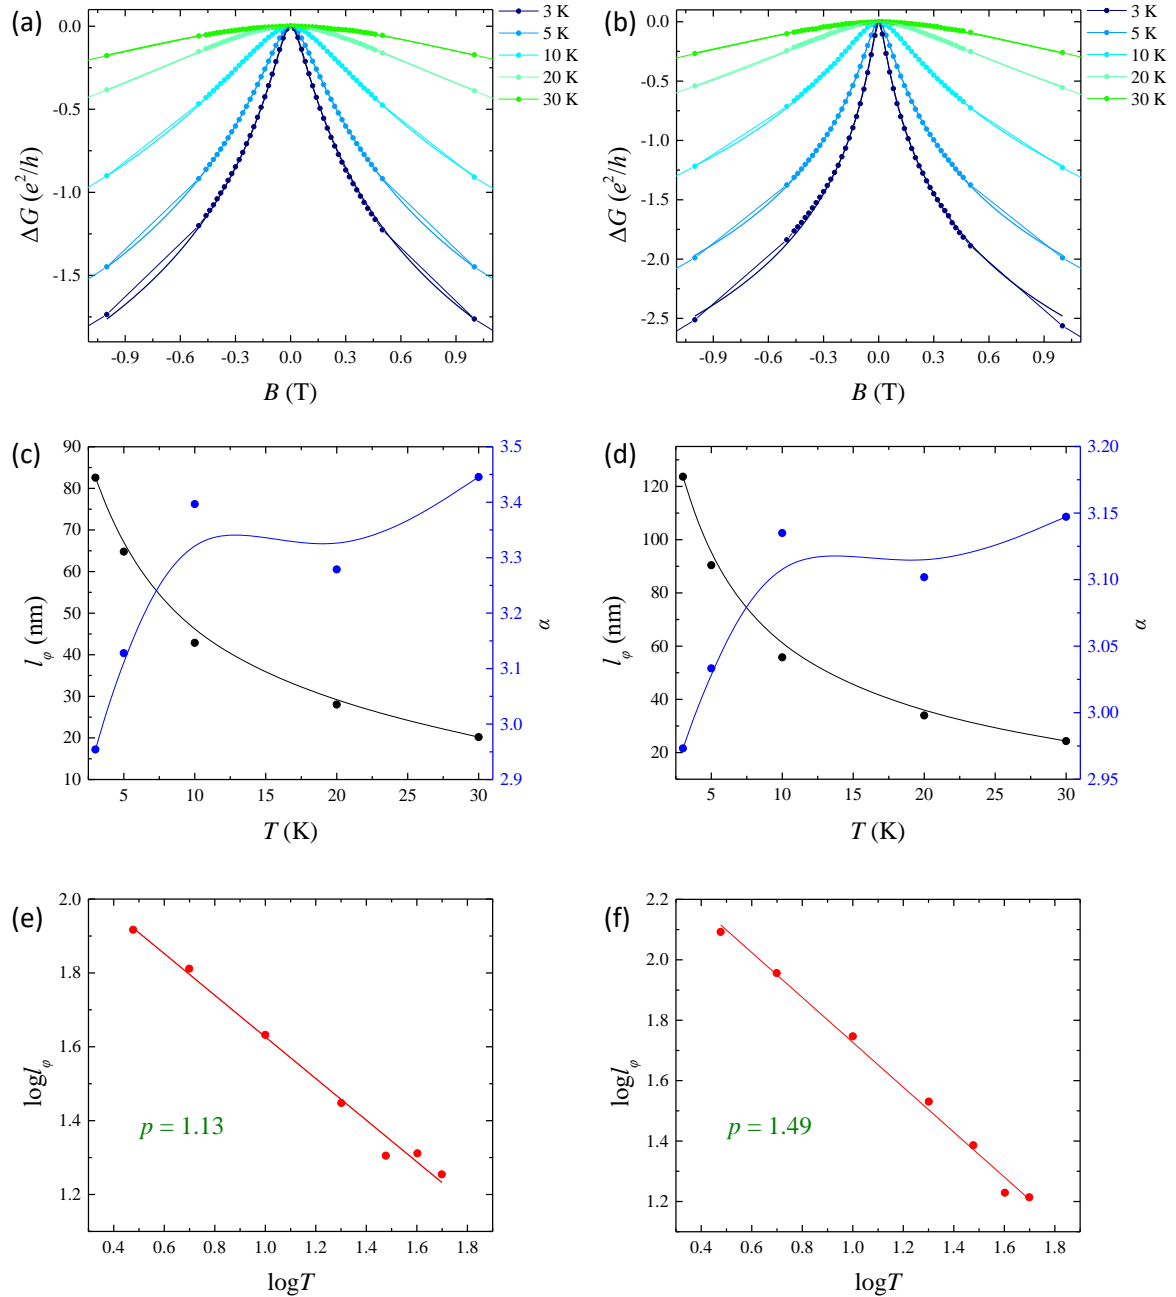 (a)
0.0
-0.5
-1.0
-1.5
-0.9 -0.6 -0.3 0.0 0.3 0.6 0.9
ΔG (e²/h)
B (T)
3 K
5 K
10 K
20 K
30 K
(b)
0.0
-0.5
-1.0
-1.5
-2.0
-2.5
-0.9 -0.6 -0.3 0.0 0.3 0.6 0.9
ΔG (e²/h)
B (T)
3 K
5 K
10 K
20 K
30 K
(c)
90
80
70
60
50
40
30
20
10
5 10 15 20 25 30
l_φ (nm)
T (K)
3.5
3.4
3.3
3.2
3.1
3.0
2.9
α
(d)
120
100
80
60
40
20
5 10 15 20 25 30
l_φ (nm)
T (K)
3.20
3.15
3.10
3.05
3.00
2.95
α
(e)
2.0
1.8
1.6
1.4
1.2
0.4 0.6 0.8 1.0 1.2 1.4 1.6 1.8
logl_φ
logT
p = 1.13
(f)
2.2
2.0
1.8
1.6
1.4
1.2
0.4 0.6 0.8 1.0 1.2 1.4 1.6 1.8
logl_φ
logT
p = 1.49